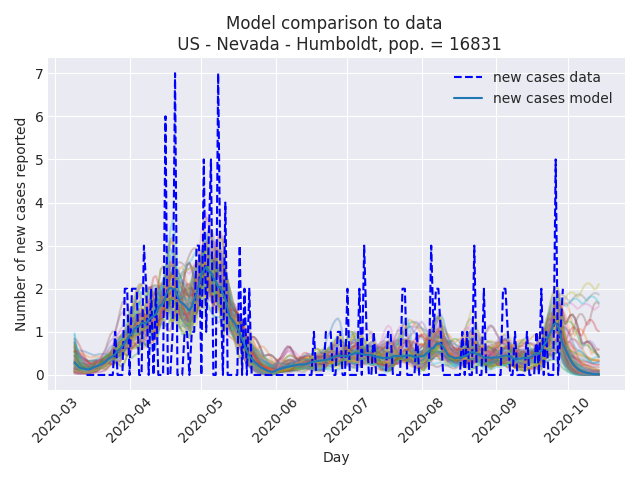 Model comparison to data
US - Nevada - Humboldt, pop. = 16831
new cases data
new cases model
Number of new cases reported
7
6
5
4
3
2
1
0
2020-03
2020-04
2020-05
2020-06
2020-07
2020-08
2020-09
2020-10
Day